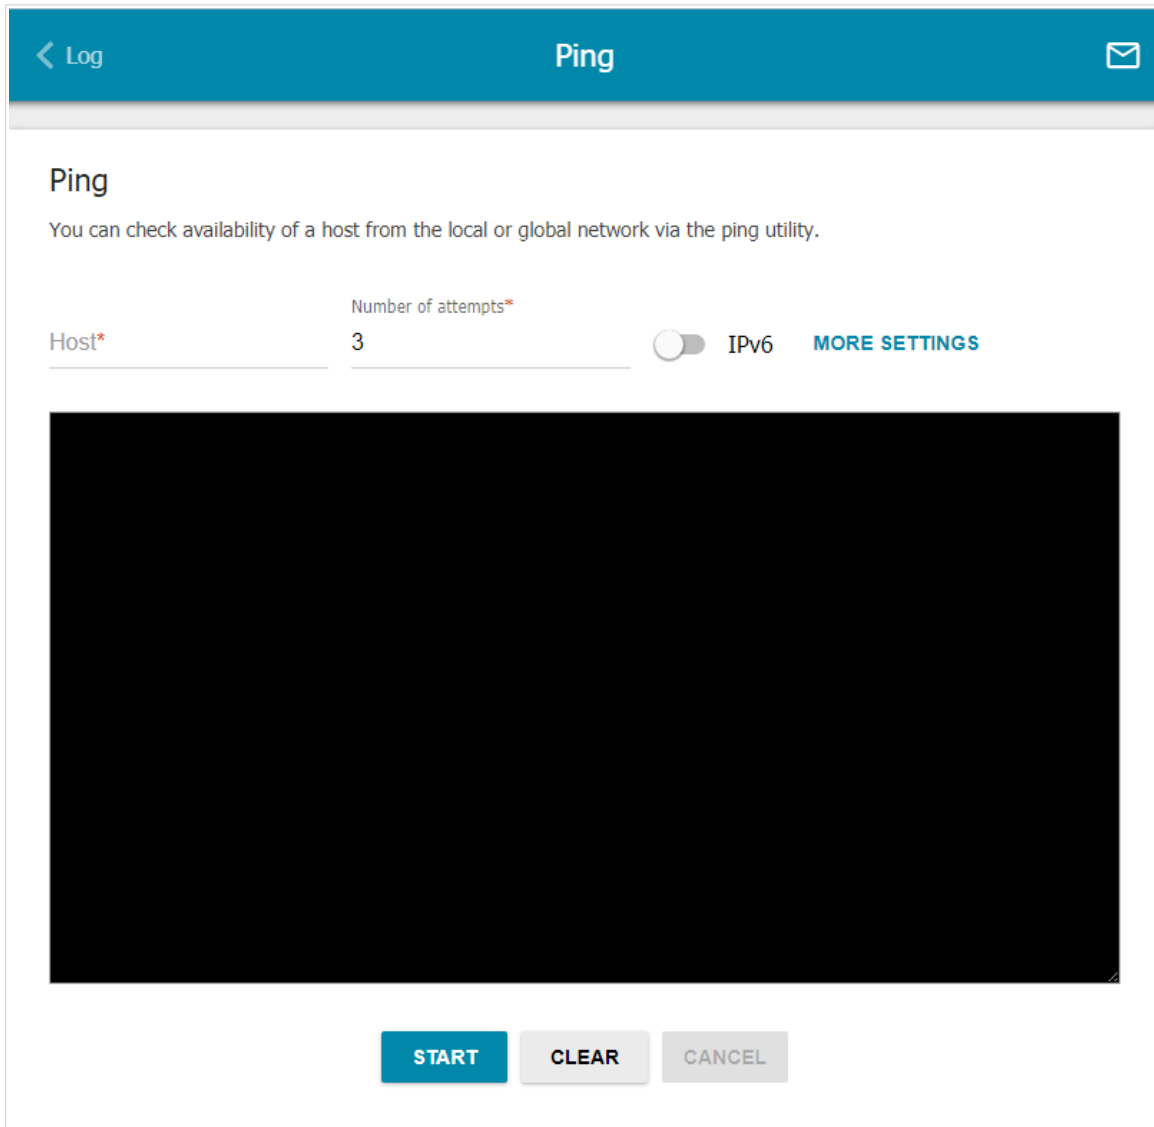 Log
Ping
Ping
You can check availability of a host from the local or global network via the ping utility.
Number of attempts*
Host*
3
IPv6
MORE SETTINGS
START
CLEAR
CANCEL